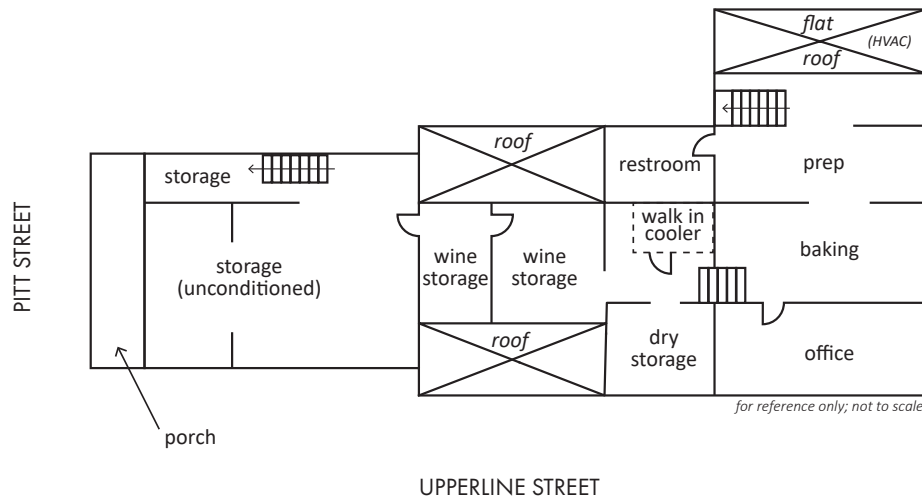 flat
(HVAC)
roof
roof
restroom
prep
storage
walk in
cooler
storage
(unconditioned)
wine
storage
wine
storage
baking
PITT STREET
roof
dry
storage
office
for reference only; not to scale
porch
UPPERLINE STREET